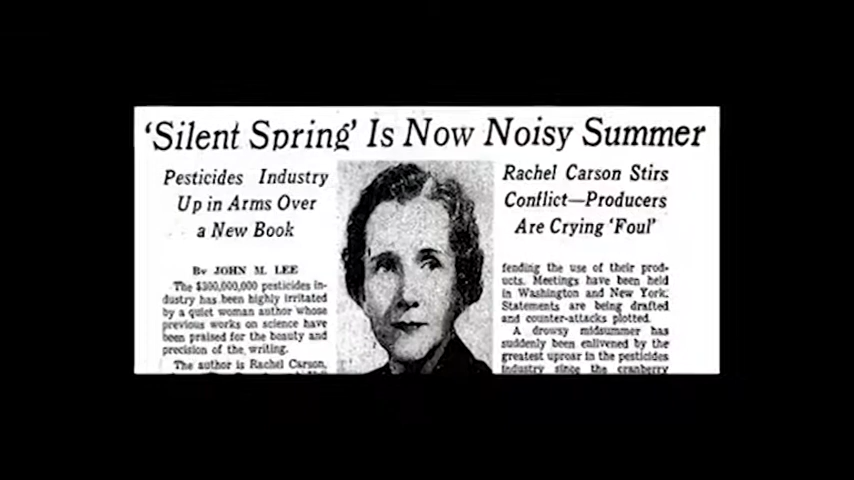 'Silent Spring' Is Now Noisy Summer
Pesticides Industry
Up in Arms Over
a New Book
Rachel Carson Stirs
Conflict—Producers
Are Crying 'Foul'
By JOHN M. LEE
The $300,000,000 pesticides in-
dustry has been highly irritated
by a quiet woman author whose
previous works on science have
been praised for the beauty and
precision of the writing.
The author is Rachel Carson,
fending the use of their prod-
ucts. Meetings have been held
in Washington and New York.
Statements are being drafted
and counter-attacks plotted.
A drowsy midsummer has
suddenly been enlivened by the
greatest uproar in the pesticides
industry since the cranberry